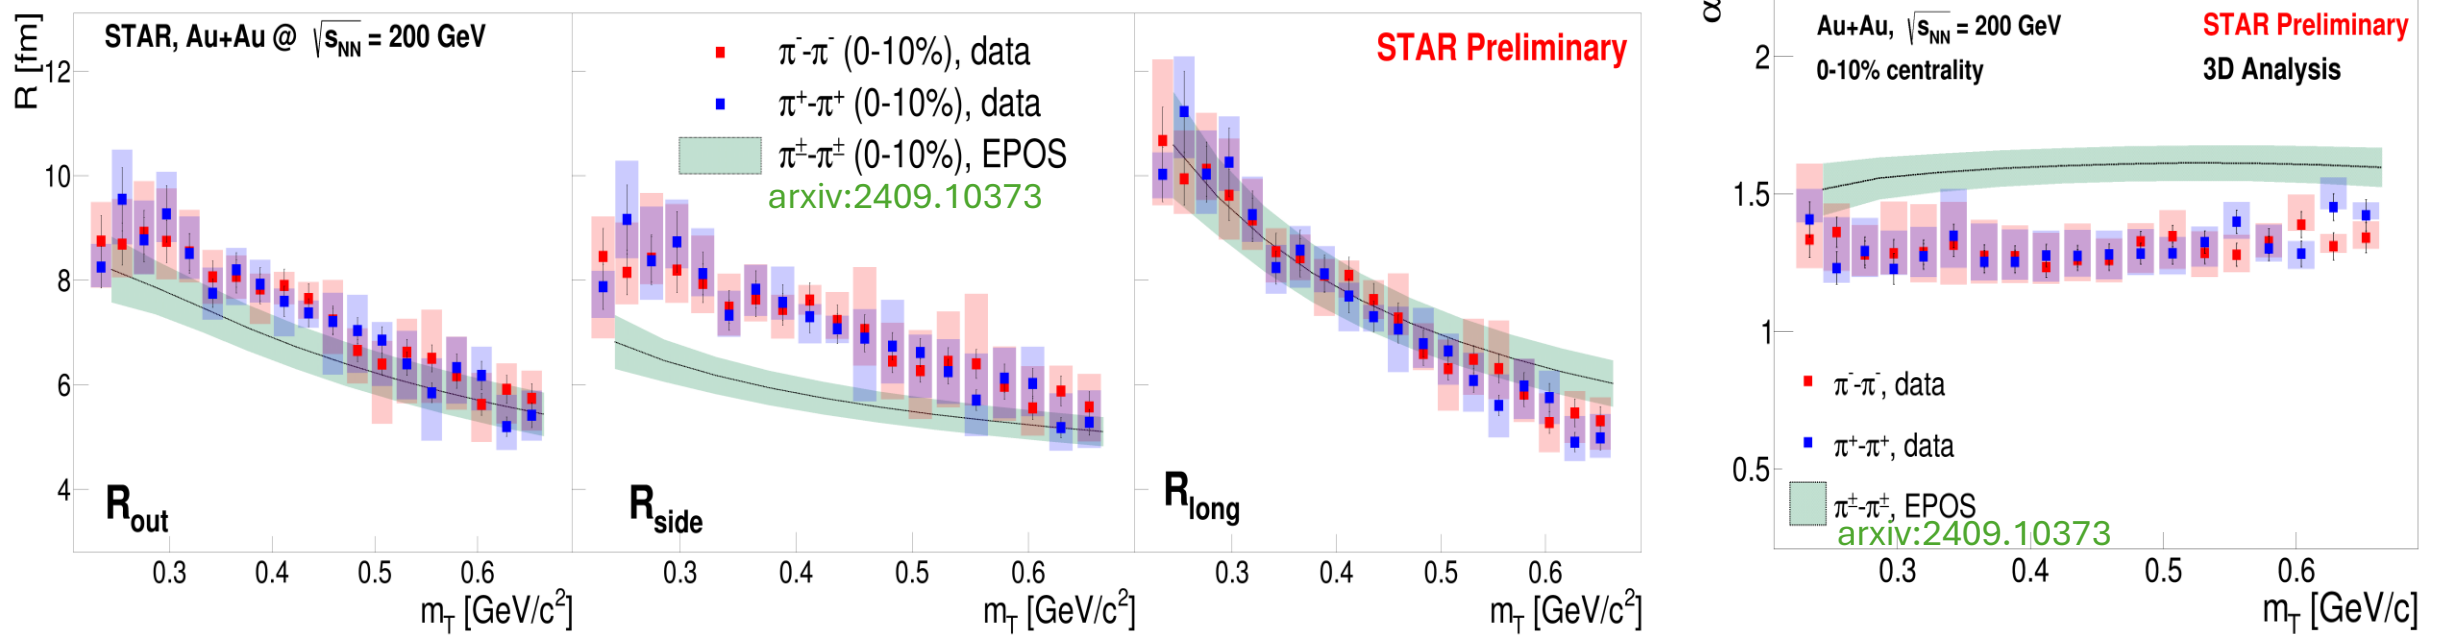 R [fm]
STAR, Au+Au @ √sNN = 200 GeV
π⁻-π⁻ (0-10%), data
π⁺-π⁺ (0-10%), data
π±-π± (0-10%), EPOS
arxiv:2409.10373
STAR Preliminary
12
10
8
6
4
Rout
Rside
Rlong
0.3 0.4 0.5 0.6
mT [GeV/c²]
0.3 0.4 0.5 0.6
mT [GeV/c²]
0.3 0.4 0.5 0.6
mT [GeV/c²]
α
Au+Au, √sNN = 200 GeV
0-10% centrality
STAR Preliminary
3D Analysis
2
1.5
1
0.5
π⁻-π⁻, data
π⁺-π⁺, data
π±-π±, EPOS
arxiv:2409.10373
0.3 0.4 0.5 0.6
mT [GeV/c]